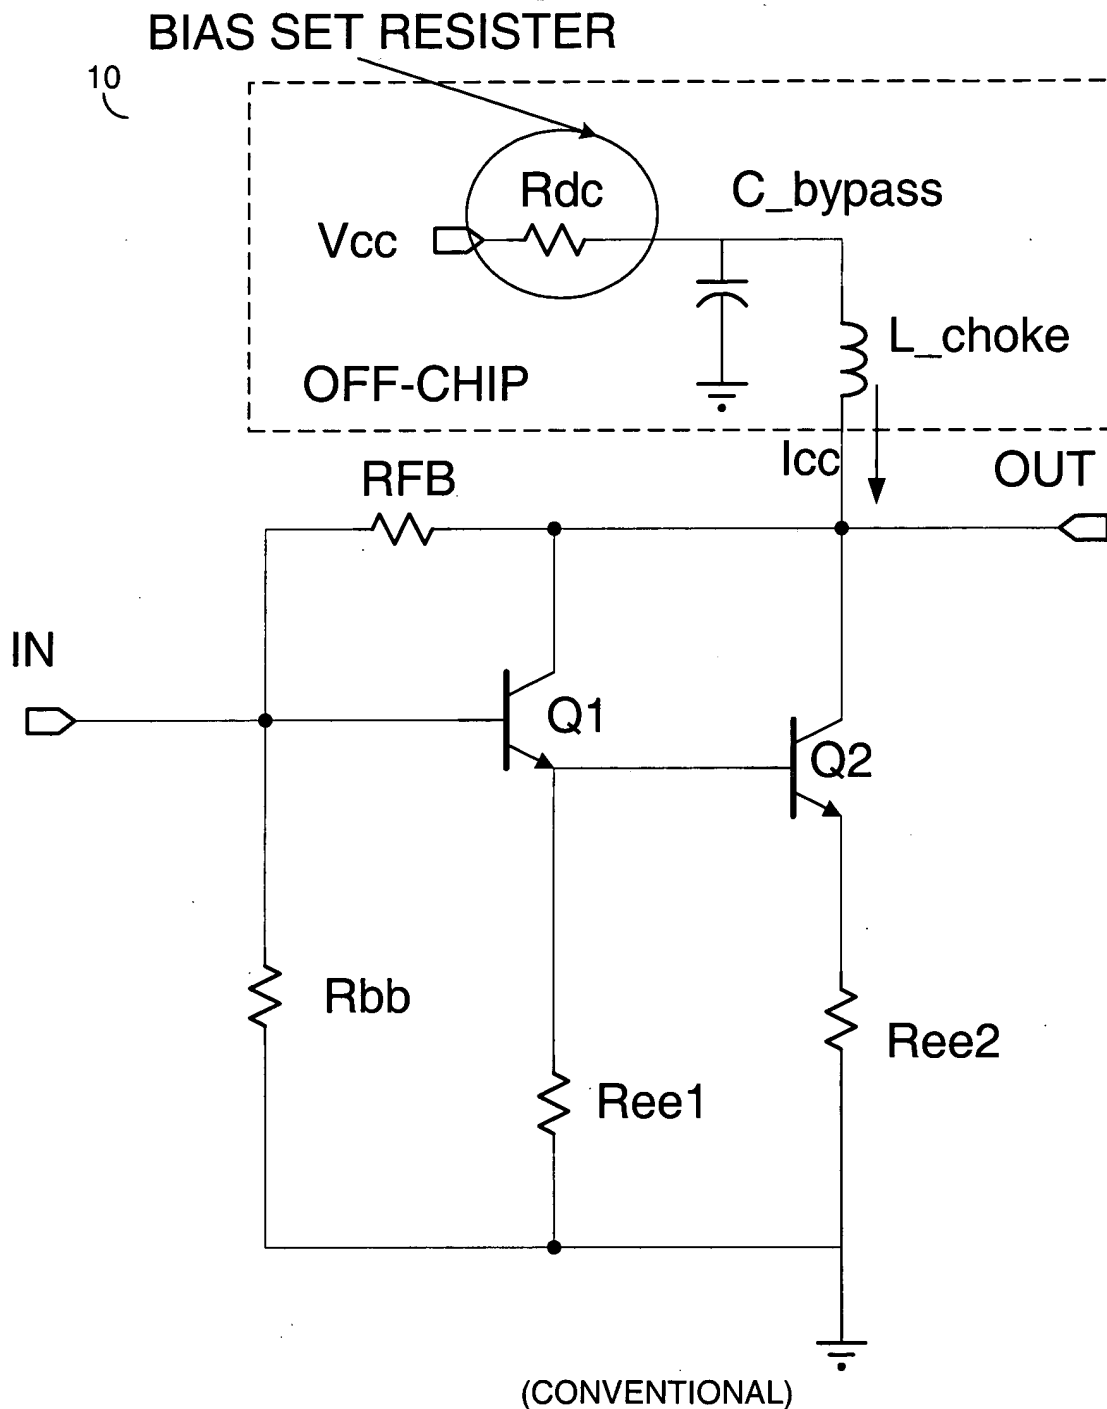 BIAS SET RESISTER
10
Rdc
C_bypass
Vcc
L_choke
OFF-CHIP
Icc
OUT
RFB
IN
Q1
Q2
Rbb
Ree2
Ree1
(CONVENTIONAL)